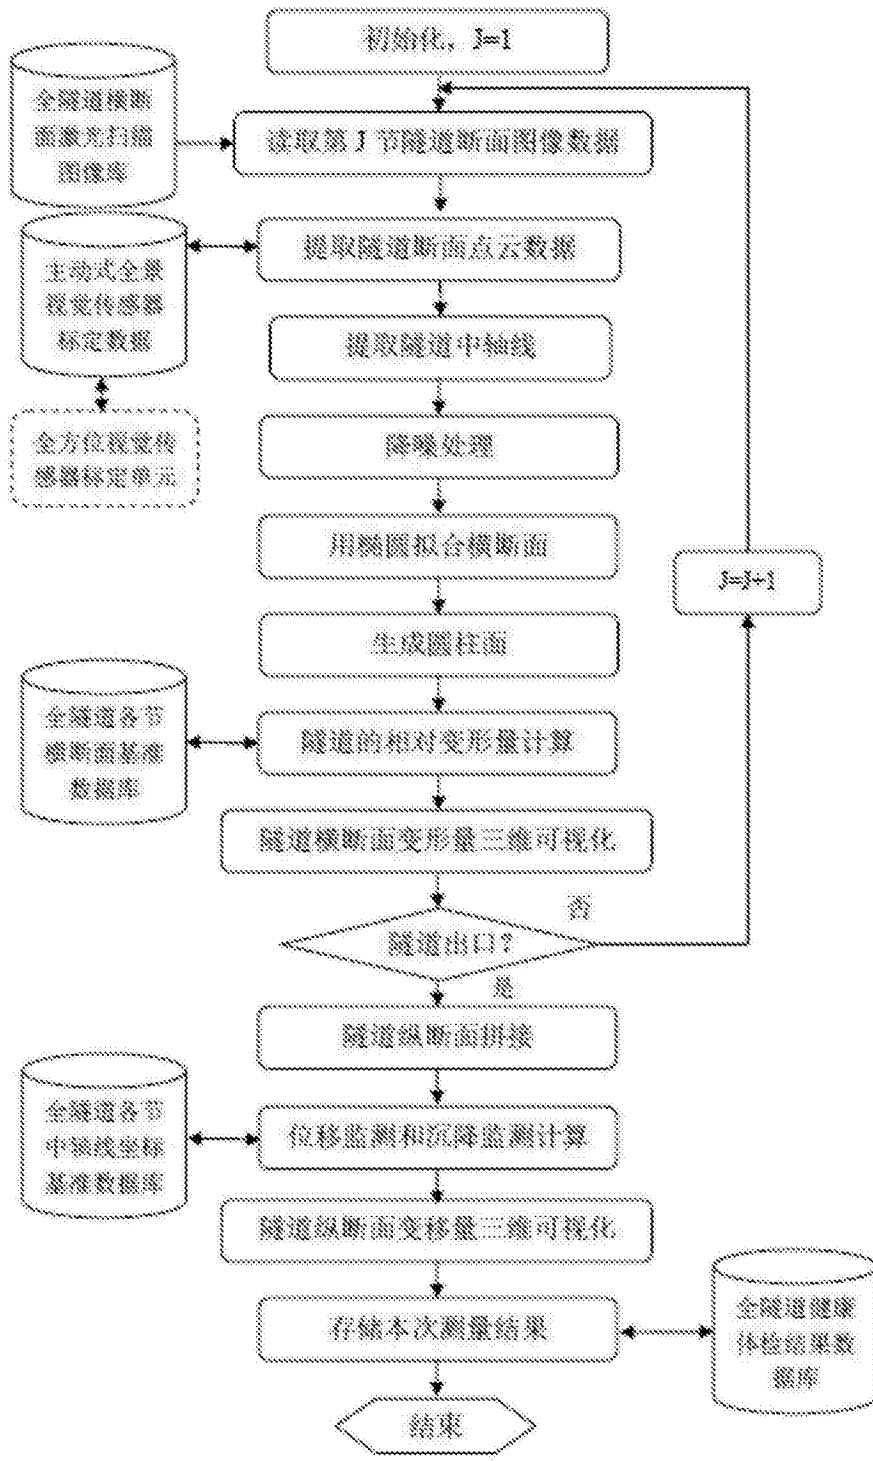 初始化，J=1
全隧道横断
面激光扫描
图像库
读取第 J 节隧道断面图像数据
提取隧道断面点云数据
主动式全景
视觉传感器
标定数据
提取隧道中轴线
全方位视觉传
感器标定单元
降噪处理
用椭圆拟合横断面
J=J+1
生成圆柱面
全隧道各节
横断面基准
数据库
隧道的相对变形量计算
隧道横断面变形量三维可视化
否
隧道出口？
是
隧道纵断面拼接
全隧道各节
中轴线坐标
基准数据库
位移监测和沉降监测计算
隧道纵断面变移量三维可视化
存储本次测量结果
全隧道健康
体检结果数
据库
结束